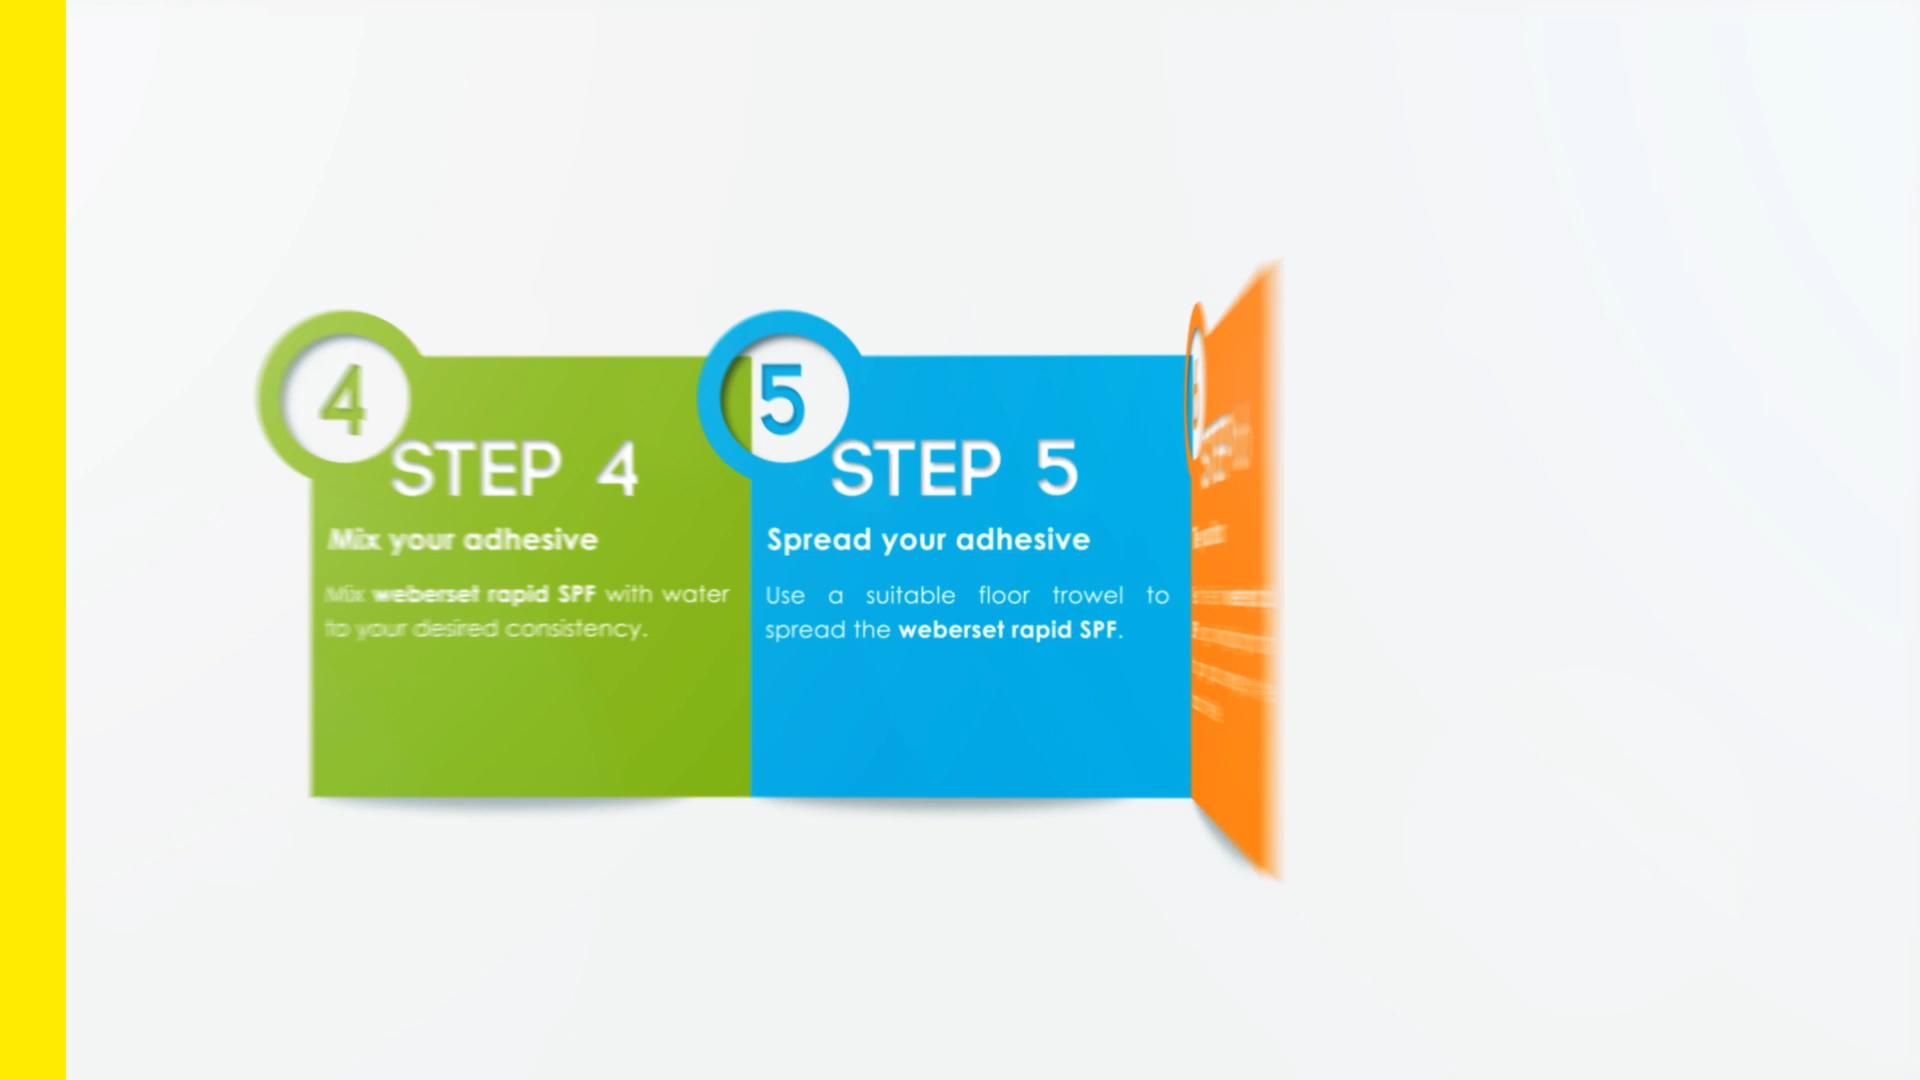 4
STEP 4
Mix your adhesive
Mix weberset rapid SPF with water
to your desired consistency.
5
STEP 5
Spread your adhesive
Use a suitable floor trowel to
spread the weberset rapid SPF.
STEP